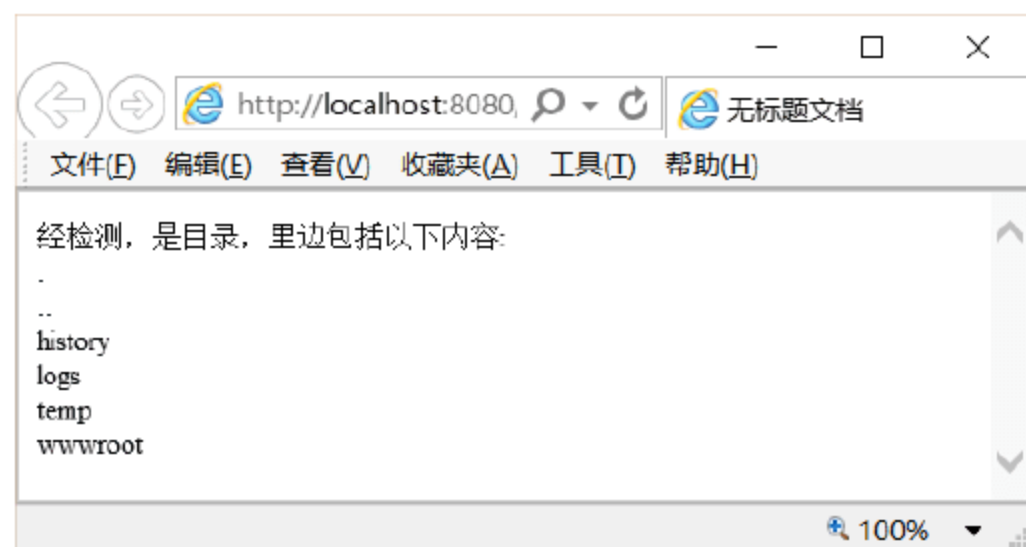 http://localhost:8080, 无标题文档
文件(F) 编辑(E) 查看(V) 收藏夹(A) 工具(T) 帮助(H)
经检测，是目录，里边包括以下内容:
.
..
history
logs
temp
wwwroot
100%